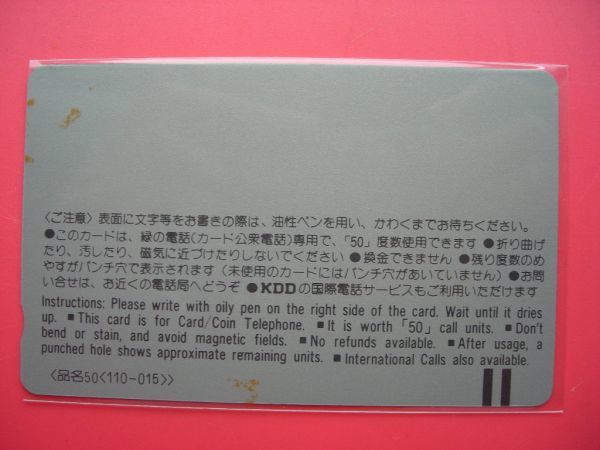 〈ご注意〉表面に文字等をお書きの際は、油性ペンを用い、かわくまでお待ちください。
●このカードは、緑の電話(カード公衆電話)専用で、「50」度数使用できます ●折り曲げ
たり、汚したり、磁気に近づけたりしないでください ●換金できません ●残り度数のめ
やすがパンチ穴で表示されます（未使用のカードにはパンチ穴があいていません）●お問
い合せは、お近くの電話局へどうぞ ●KDDの国際電話サービスもご利用いただけます
Instructions: Please write with oily pen on the right side of the card. Wait until it dries
up. ■ This card is for Card/Coin Telephone. ■ It is worth「50」call units. ■ Don't
bend or stain, and avoid magnetic fields. ■ No refunds available. ■ After usage, a
punched hole shows approximate remaining units. ■ International Calls also available.
〈品名50〈110-015〉〉